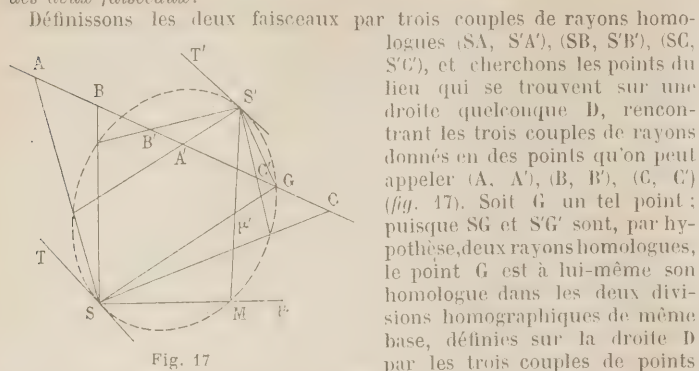 des deux faisceaux.
Définissons les deux faisceaux par trois couples de rayons homo-
logues (SA, S'A'), (SB, S'B'), (SC,
S'C'), et cherchons les points du
lieu qui se trouvent sur une
droite quelconque D, rencon-
trant les trois couples de rayons
donnés en des points qu'on peut
appeler (A, A'), (B, B'), (C, C')
(fig. 17). Soit G un tel point ;
puisque SG et S'G' sont, par hy-
pothèse, deux rayons homologues,
le point G est à lui-même son
homologue dans les deux divi-
sions homographiques de même
base, définies sur la droite D
par les trois couples de points
T'
A
B
S'
B'
A'
C'
G
C
μ'
T
S
M
μ
Fig. 17